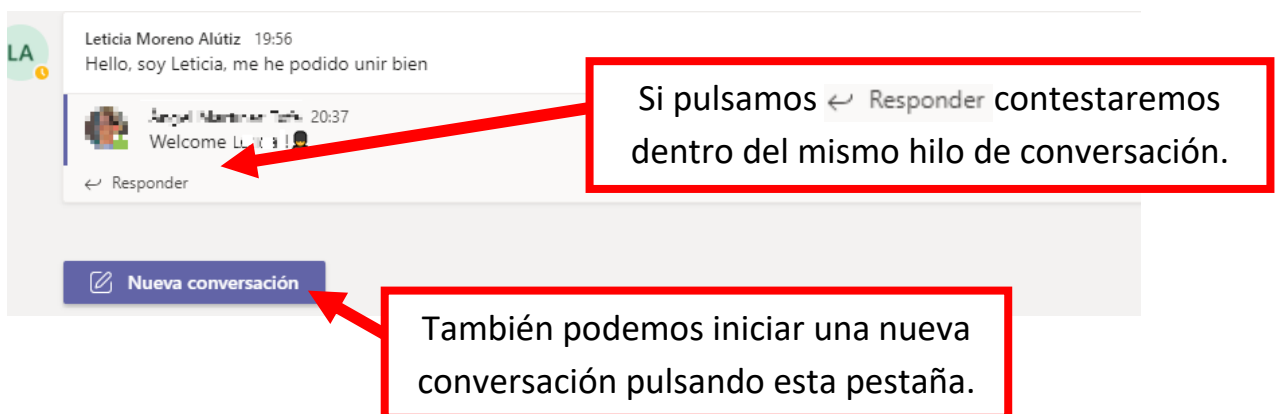 LA
Leticia Moreno Alútiz 19:56
Hello, soy Leticia, me he podido unir bien
20:37
Welcome
Responder
Nueva conversación
Si pulsamos Responder contestaremos
dentro del mismo hilo de conversación.
También podemos iniciar una nueva
conversación pulsando esta pestaña.